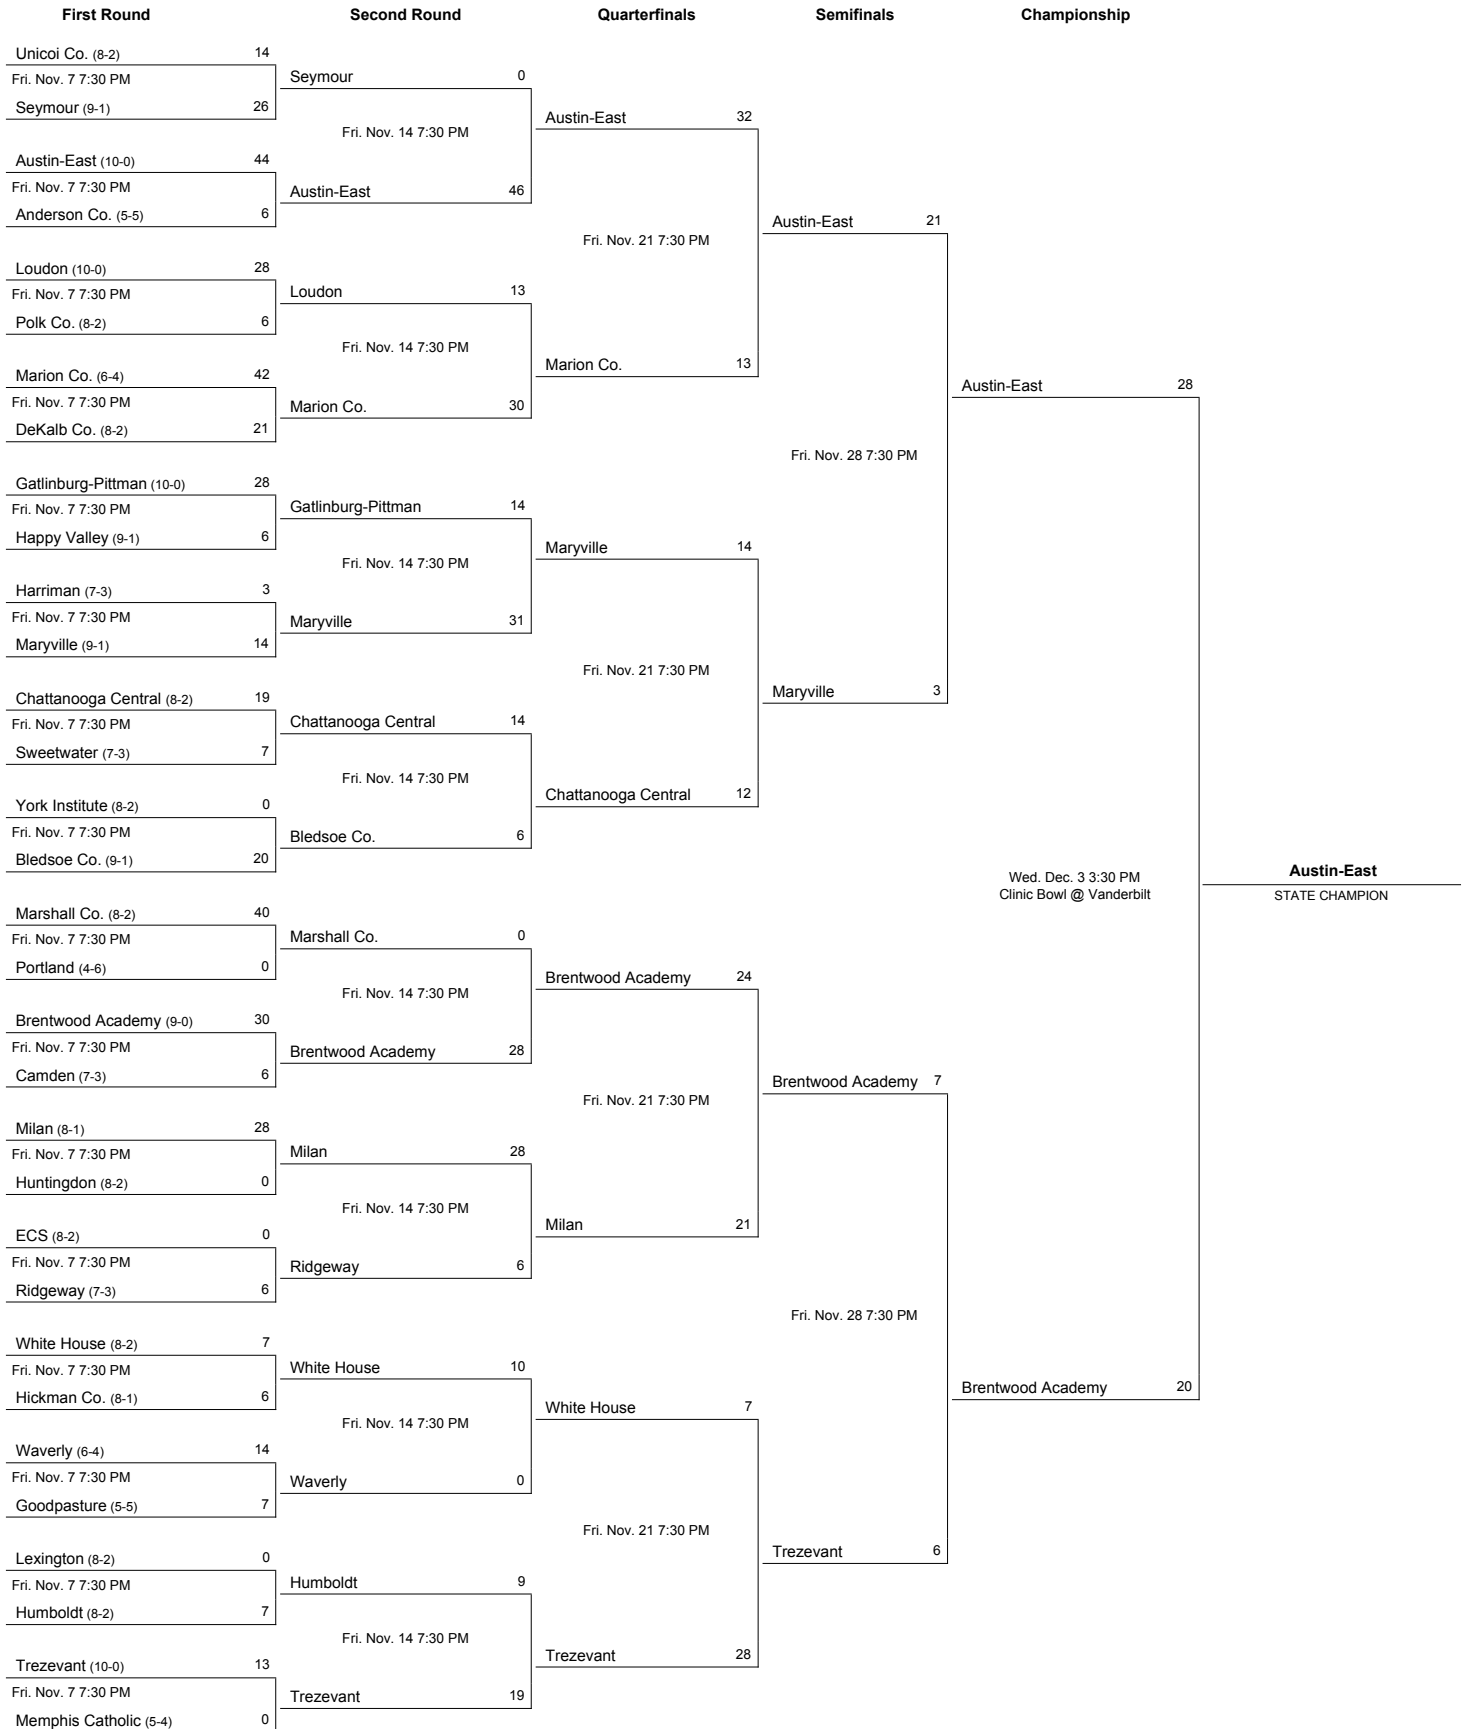 First Round Second Round Quarterfinals Semifinals Championship
Unicoi Co. (8-2) 14
Fri. Nov. 7 7:30 PM
Seymour (9-1) 26
Austin-East (10-0) 44
Fri. Nov. 7 7:30 PM
Anderson Co. (5-5) 6
Loudon (10-0) 28
Fri. Nov. 7 7:30 PM
Polk Co. (8-2) 6
Marion Co. (6-4) 42
Fri. Nov. 7 7:30 PM
DeKalb Co. (8-2) 21
Gatlinburg-Pittman (10-0) 28
Fri. Nov. 7 7:30 PM
Happy Valley (9-1) 6
Harriman (7-3) 3
Fri. Nov. 7 7:30 PM
Maryville (9-1) 14
Chattanooga Central (8-2) 19
Fri. Nov. 7 7:30 PM
Sweetwater (7-3) 7
York Institute (8-2) 0
Fri. Nov. 7 7:30 PM
Bledsoe Co. (9-1) 20
Marshall Co. (8-2) 40
Fri. Nov. 7 7:30 PM
Portland (4-6) 0
Brentwood Academy (9-0) 30
Fri. Nov. 7 7:30 PM
Camden (7-3) 6
Milan (8-1) 28
Fri. Nov. 7 7:30 PM
Huntingdon (8-2) 0
ECS (8-2) 0
Fri. Nov. 7 7:30 PM
Ridgeway (7-3) 6
White House (8-2) 7
Fri. Nov. 7 7:30 PM
Hickman Co. (8-1) 6
Waverly (6-4) 14
Fri. Nov. 7 7:30 PM
Goodpasture (5-5) 7
Lexington (8-2) 0
Fri. Nov. 7 7:30 PM
Humboldt (8-2) 7
Trezevant (10-0) 13
Fri. Nov. 7 7:30 PM
Memphis Catholic (5-4) 0
Seymour 0
Fri. Nov. 14 7:30 PM
Austin-East 46
Loudon 13
Fri. Nov. 14 7:30 PM
Marion Co. 30
Gatlinburg-Pittman 14
Fri. Nov. 14 7:30 PM
Maryville 31
Chattanooga Central 14
Fri. Nov. 14 7:30 PM
Bledsoe Co. 6
Marshall Co. 0
Fri. Nov. 14 7:30 PM
Brentwood Academy 28
Milan 28
Fri. Nov. 14 7:30 PM
Ridgeway 6
White House 10
Fri. Nov. 14 7:30 PM
Waverly 0
Humboldt 9
Fri. Nov. 14 7:30 PM
Trezevant 19
Austin-East 32
Fri. Nov. 21 7:30 PM
Marion Co. 13
Maryville 14
Fri. Nov. 21 7:30 PM
Chattanooga Central 12
Brentwood Academy 24
Fri. Nov. 21 7:30 PM
Milan 21
White House 7
Fri. Nov. 21 7:30 PM
Trezevant 28
Austin-East 21
Fri. Nov. 28 7:30 PM
Maryville 3
Brentwood Academy 7
Fri. Nov. 28 7:30 PM
Trezevant 6
Austin-East 28
Wed. Dec. 3 3:30 PM
Clinic Bowl @ Vanderbilt
Brentwood Academy 20
Austin-East
STATE CHAMPION